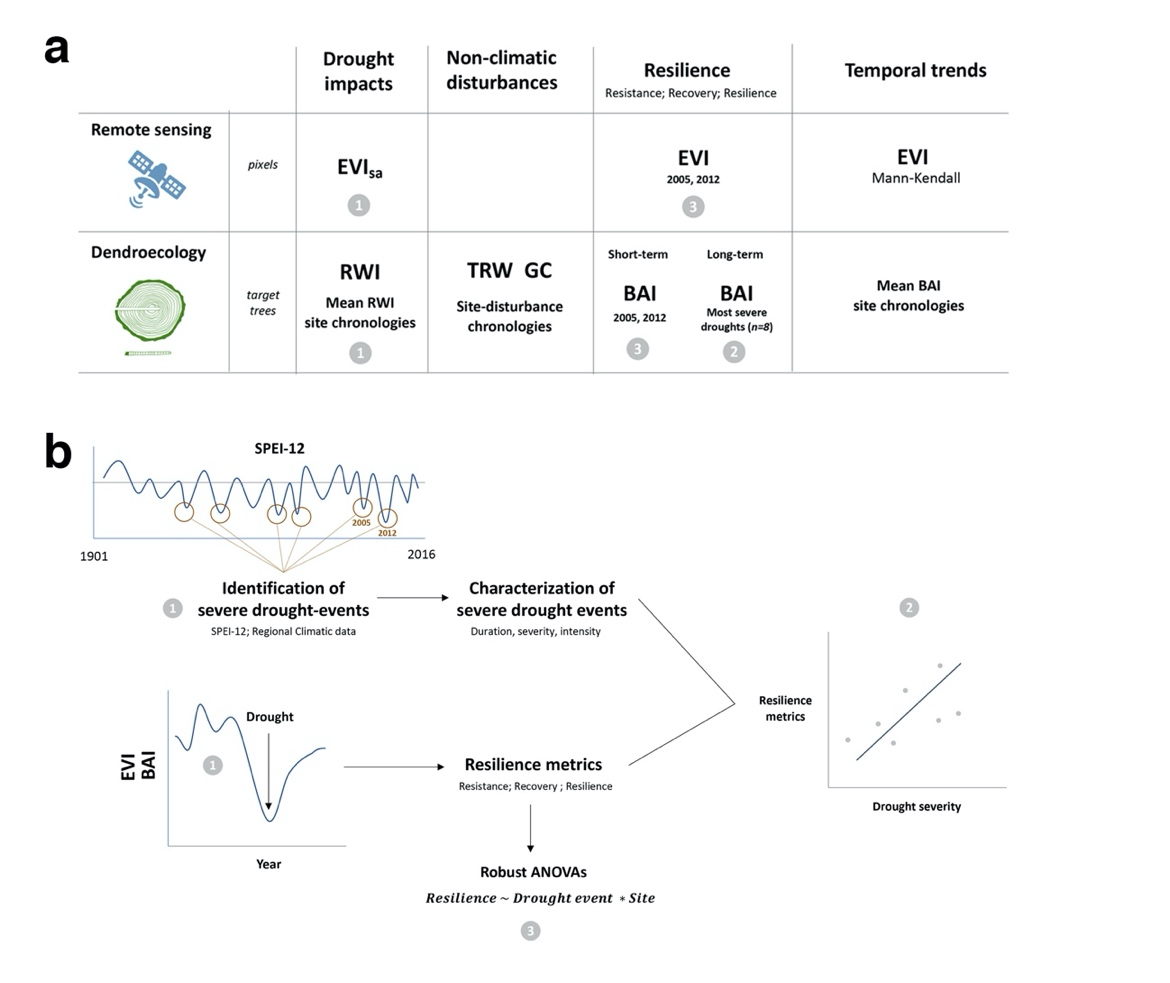 a
Drought
impacts
Non-climatic
disturbances
Resilience
Resistance; Recovery; Resilience
Temporal trends
Remote sensing
pixels
EVIsa
1
EVI
2005, 2012
3
EVI
Mann-Kendall
Dendroecology
target
trees
RWI
Mean RWI
site chronologies
1
TRW GC
Site-disturbance
chronologies
Short-term
BAI
2005, 2012
3
Long-term
BAI
Most severe
droughts (n=8)
2
Mean BAI
site chronologies
b
SPEI-12
2005
2012
1901
2016
1
Identification of
severe drought-events
SPEI-12; Regional Climatic data
Characterization of
severe drought events
Duration, severity, intensity
2
Resilience
metrics
Drought severity
EVI
BAI
Drought
1
Year
Resilience metrics
Resistance; Recovery ; Resilience
Robust ANOVAs
Resilience ~ Drought event * Site
3